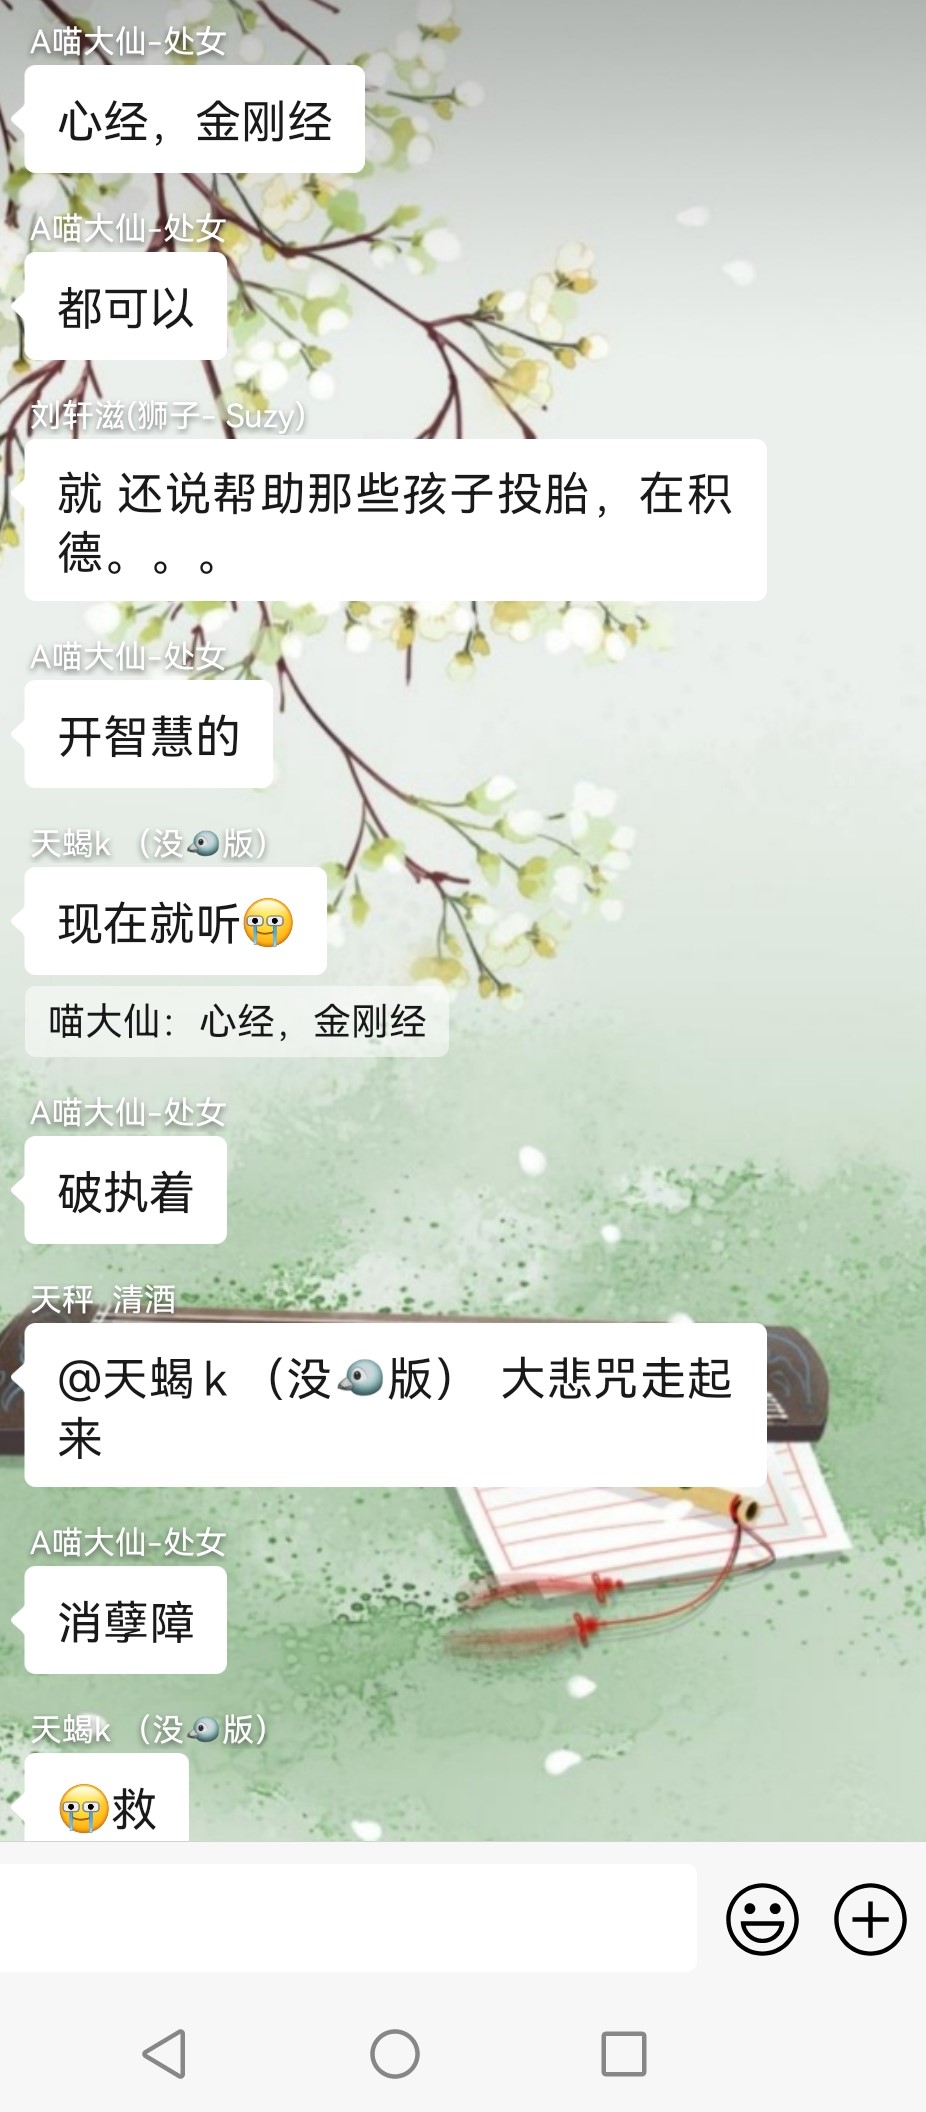 A喵大仙-处女
心经，金刚经
A喵大仙-处女
都可以
刘轩滋(狮子- Suzy)
就 还说帮助那些孩子投胎，在积
德。。。
A喵大仙-处女
开智慧的
天蝎k （没🐦版）
现在就听
喵大仙：心经，金刚经
A喵大仙-处女
破执着
天秤 清酒
@天蝎k（没🐦版） 大悲咒走起
来
A喵大仙-处女
消孽障
天蝎k （没🐦版）
救